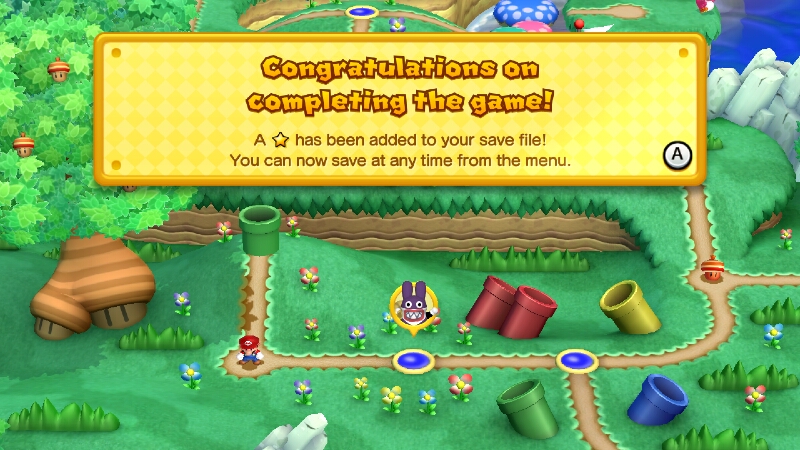 Congratulations on
completing the game!
A ☆ has been added to your save file!
You can now save at any time from the menu.
A